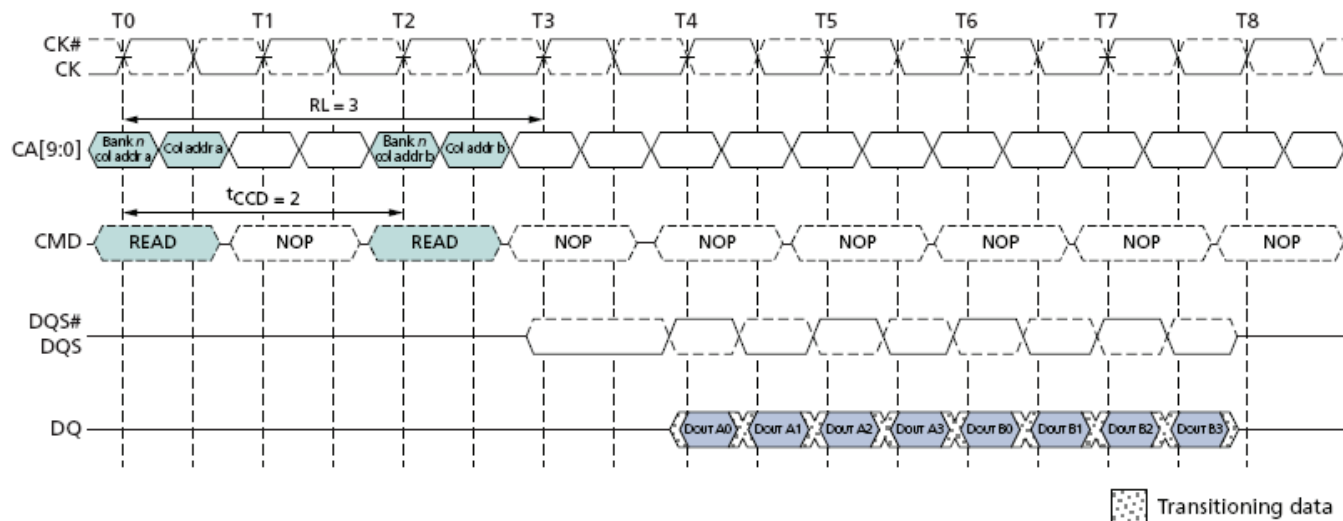 T0 T1 T2 T3 T4 T5 T6 T7 T8
CK#
CK
RL = 3
CA[9:0]
Bank n
col addr a
Col addr a
Bank n
col addr b
Col addr b
tCCD = 2
CMD READ NOP READ NOP NOP NOP NOP NOP NOP
DQS#
DQS
DQ DOUT A0 DOUT A1 DOUT A2 DOUT A3 DOUT B0 DOUT B1 DOUT B2 DOUT B3
Transitioning data